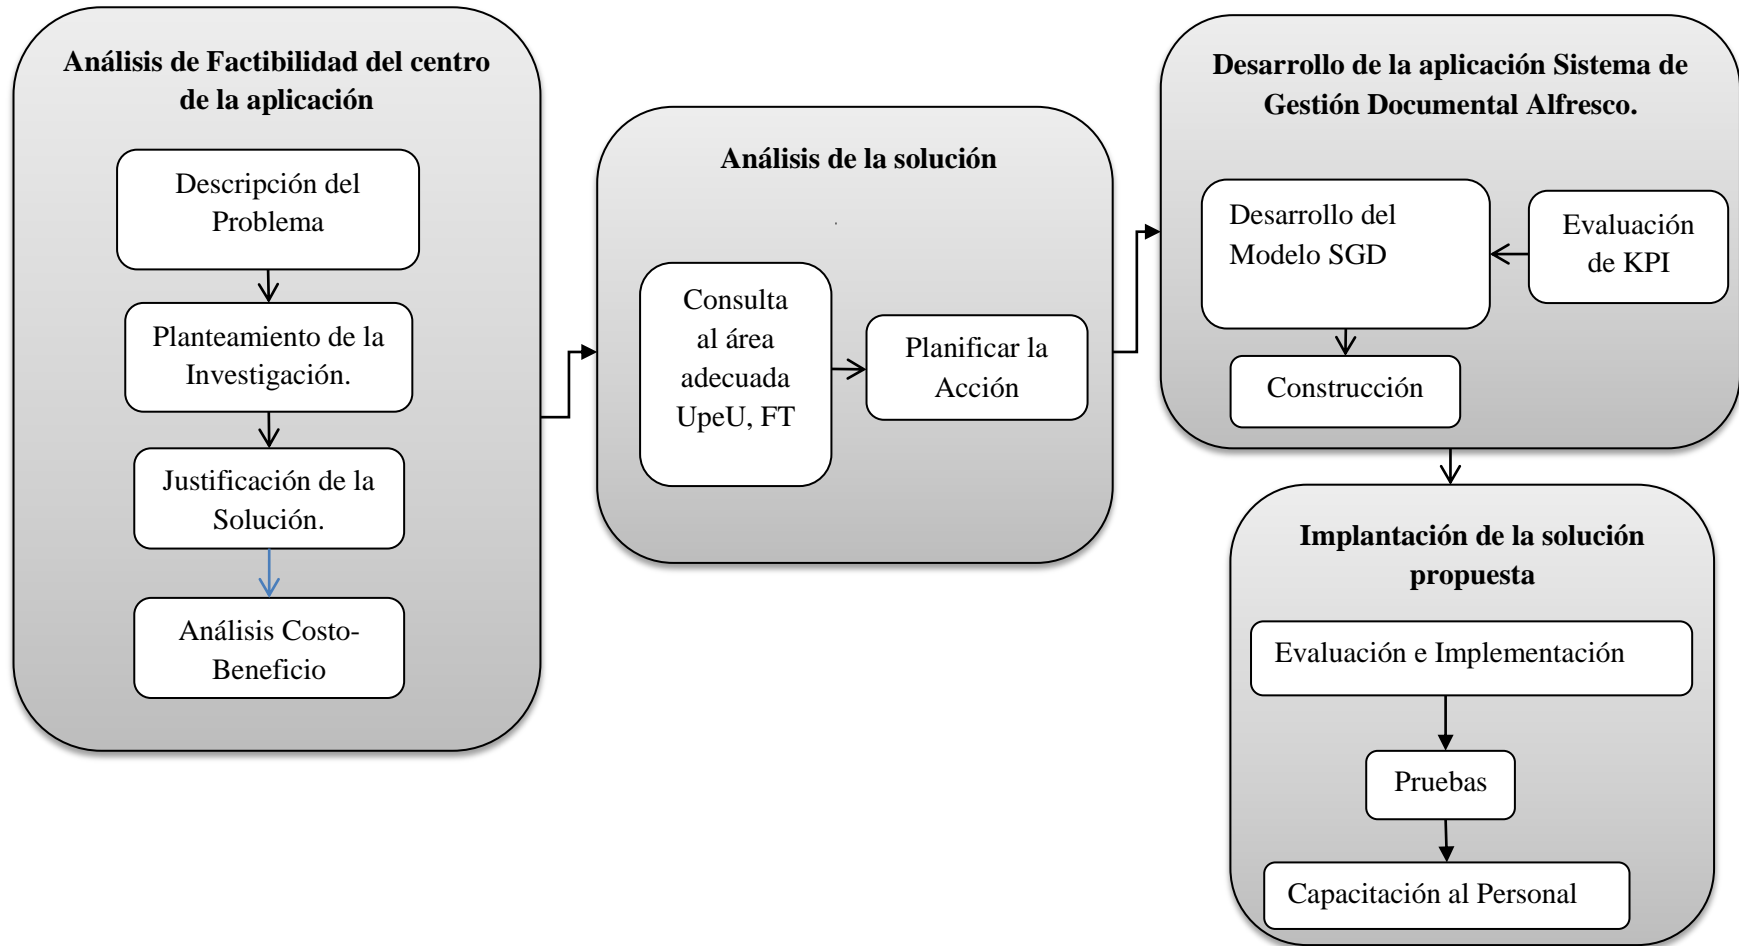 Análisis de Factibilidad del centro
de la aplicación
Descripción del
Problema
Planteamiento de la
Investigación.
Justificación de la
Solución.
Análisis Costo-
Beneficio
Análisis de la solución
Consulta
al área
adecuada
UpeU, FT
Planificar la
Acción
Desarrollo de la aplicación Sistema de
Gestión Documental Alfresco.
Desarrollo del
Modelo SGD
Evaluación
de KPI
Construcción
Implantación de la solución
propuesta
Evaluación e Implementación
Pruebas
Capacitación al Personal